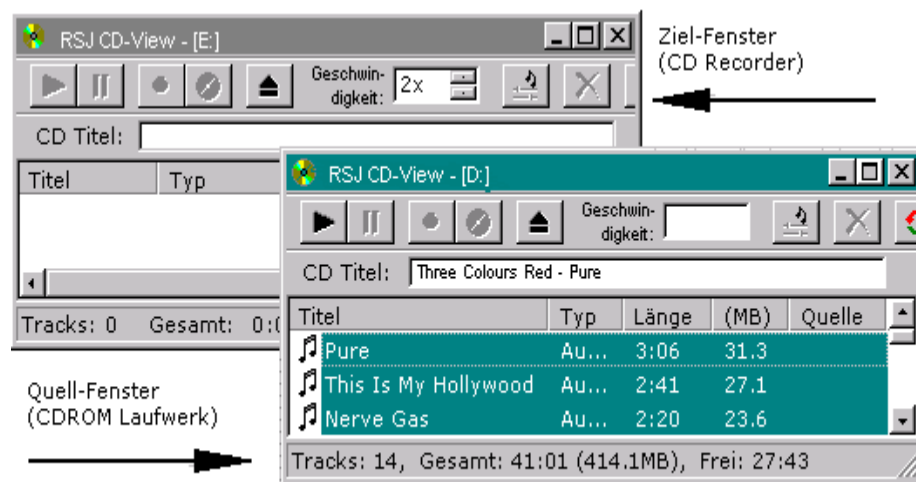 RSJ CD-View - [E:]
Geschwin-
digkeit: 2x
CD Titel:
Titel Typ
Tracks: 0 Gesamt:
Ziel-Fenster
(CD Recorder)
RSJ CD-View - [D:]
Geschwin-
digkeit:
CD Titel: Three Colours Red - Pure
Titel Typ Länge (MB) Quelle
Pure Au... 3:06 31.3
This Is My Hollywood Au... 2:41 27.1
Nerve Gas Au... 2:20 23.6
Tracks: 14, Gesamt: 41:01 (414.1MB), Frei: 27:43
Quell-Fenster
(CDROM Laufwerk)